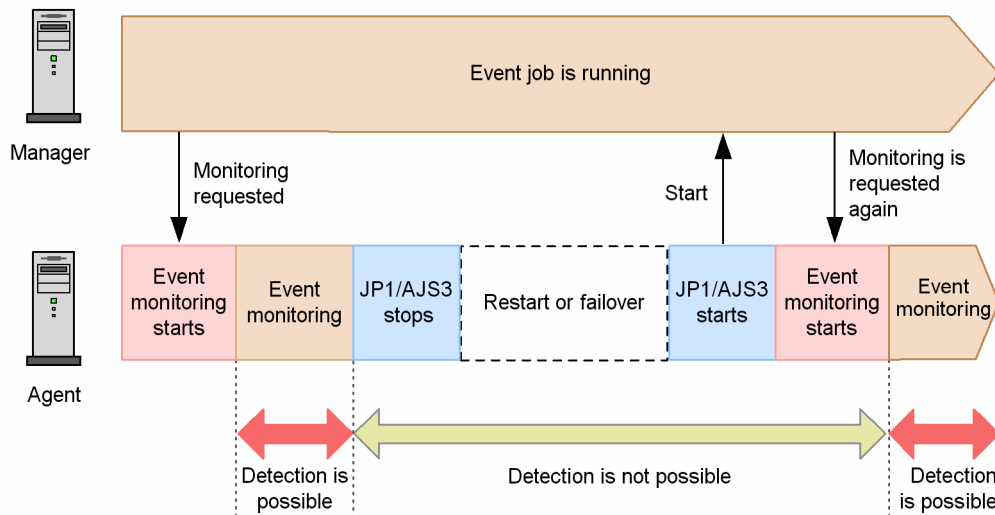 Event job is running
Manager
Monitoring
requested
Start
Monitoring is
requested
again
Event
monitoring
starts
Event
monitoring
JP1/AJS3
stops
Restart or failover
JP1/AJS3
starts
Event
monitoring
starts
Event
monitoring
Agent
Detection is
possible
Detection is not possible
Detection
is possible